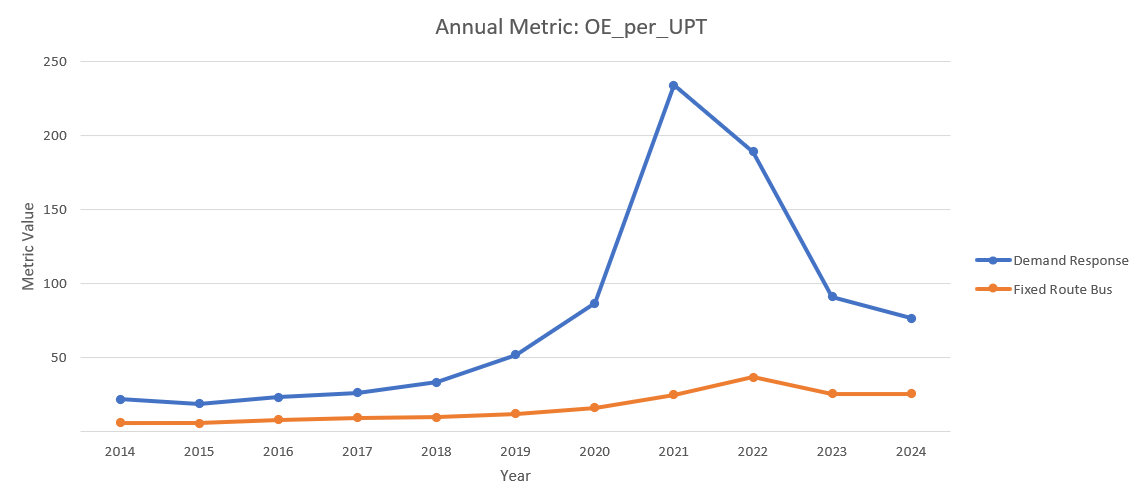 Annual Metric: OE_per_UPT
250
200
150
100
50
Metric Value
2014 2015 2016 2017 2018 2019 2020 2021 2022 2023 2024
Year
Demand Response
Fixed Route Bus